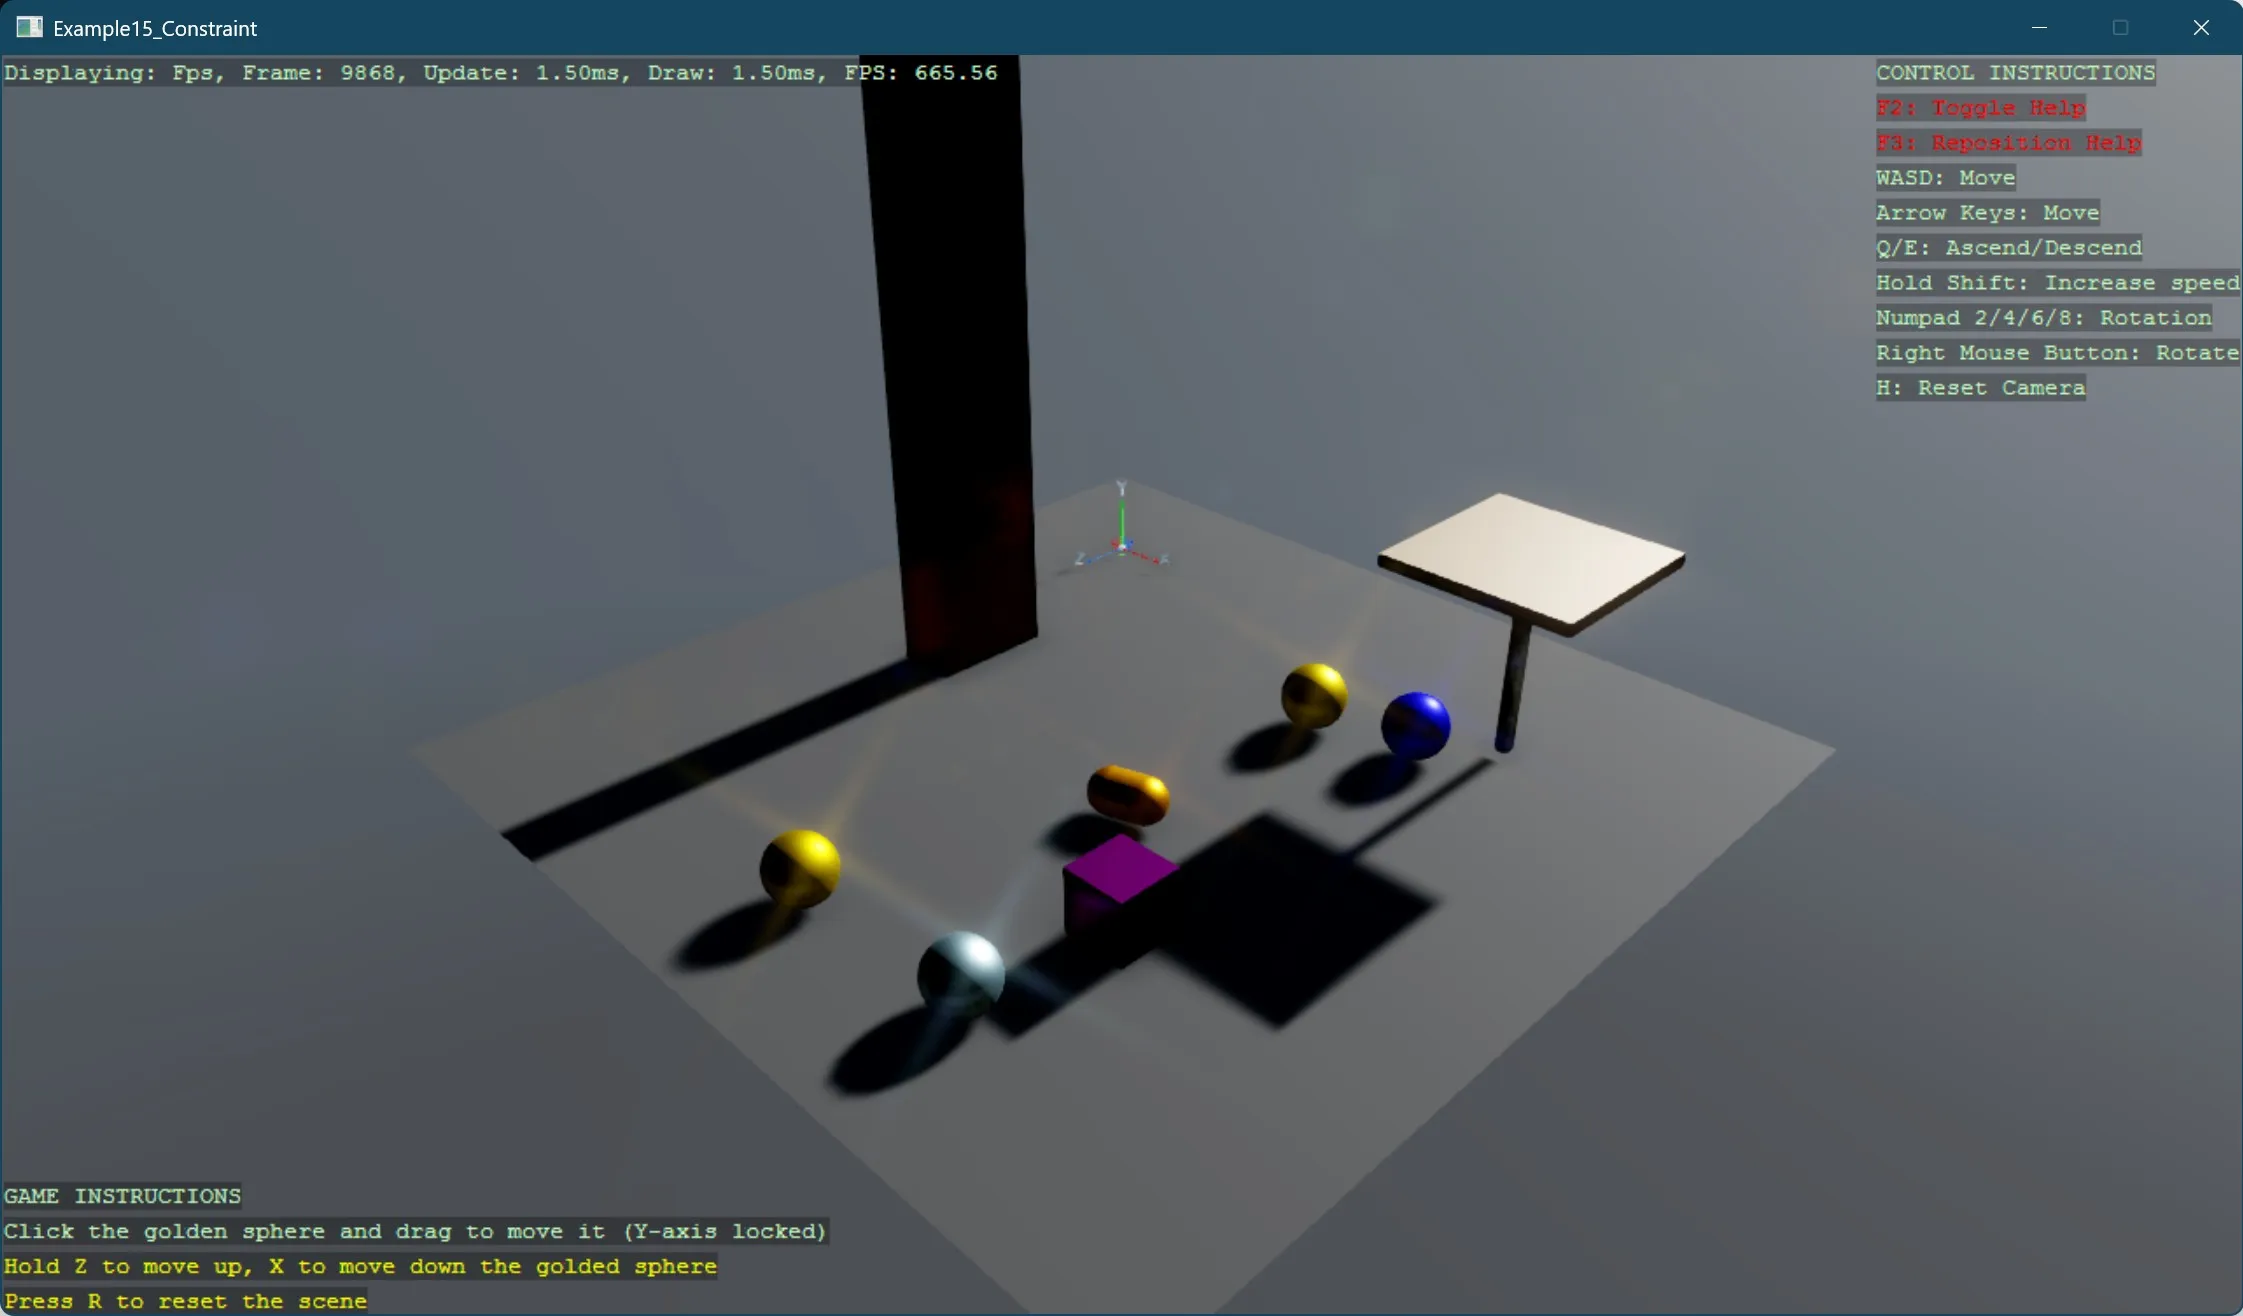 Example15_Constraint
Displaying: Fps, Frame: 9868, Update: 1.50ms, Draw: 1.50ms, FPS: 665.56
CONTROL INSTRUCTIONS
F2: Toggle Help
F3: Reposition Help
WASD: Move
Arrow Keys: Move
Q/E: Ascend/Descend
Hold Shift: Increase speed
Numpad 2/4/6/8: Rotation
Right Mouse Button: Rotate
H: Reset Camera
Y
Z
X
GAME INSTRUCTIONS
Click the golden sphere and drag to move it (Y-axis locked)
Hold Z to move up, X to move down the golded sphere
Press R to reset the scene